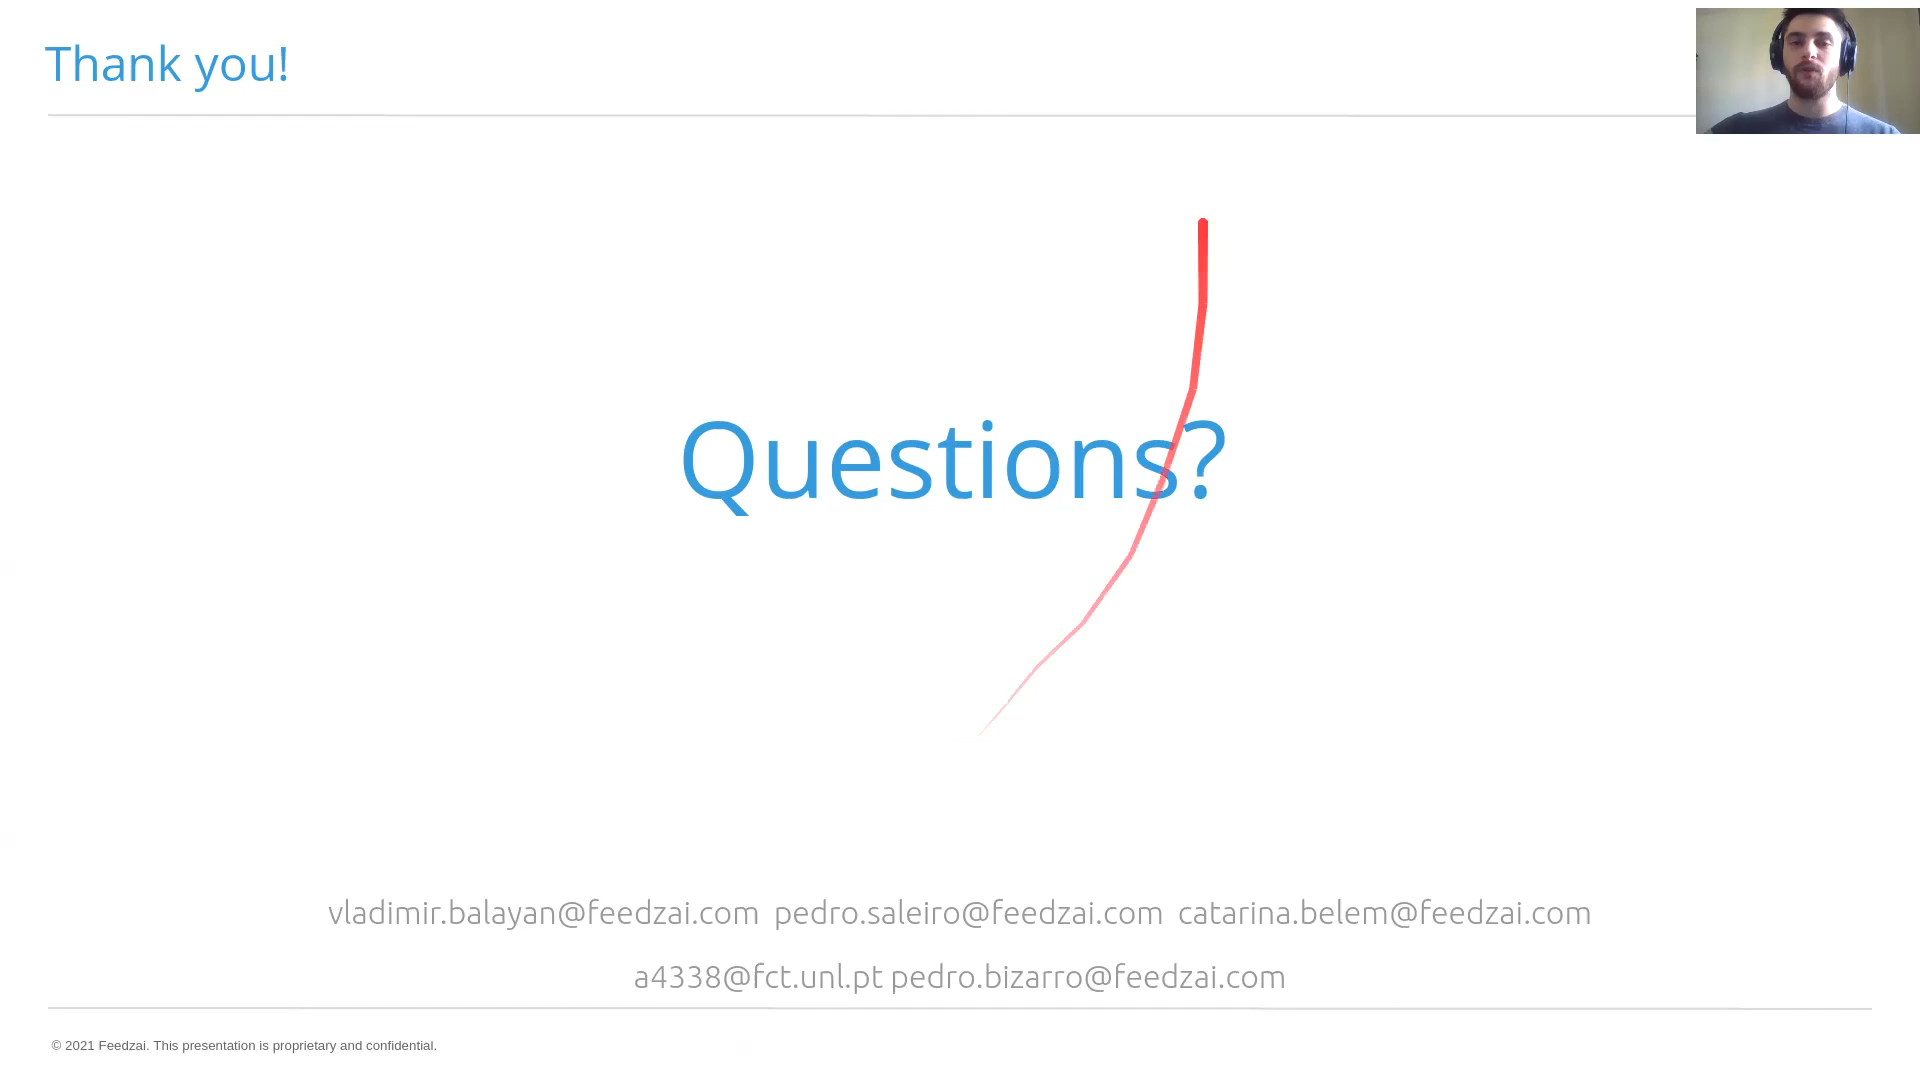 Thank you!
Questions?
vladimir.balayan@feedzai.com pedro.saleiro@feedzai.com catarina.belem@feedzai.com
a4338@fct.unl.pt pedro.bizarro@feedzai.com
© 2021 Feedzai. This presentation is proprietary and confidential.